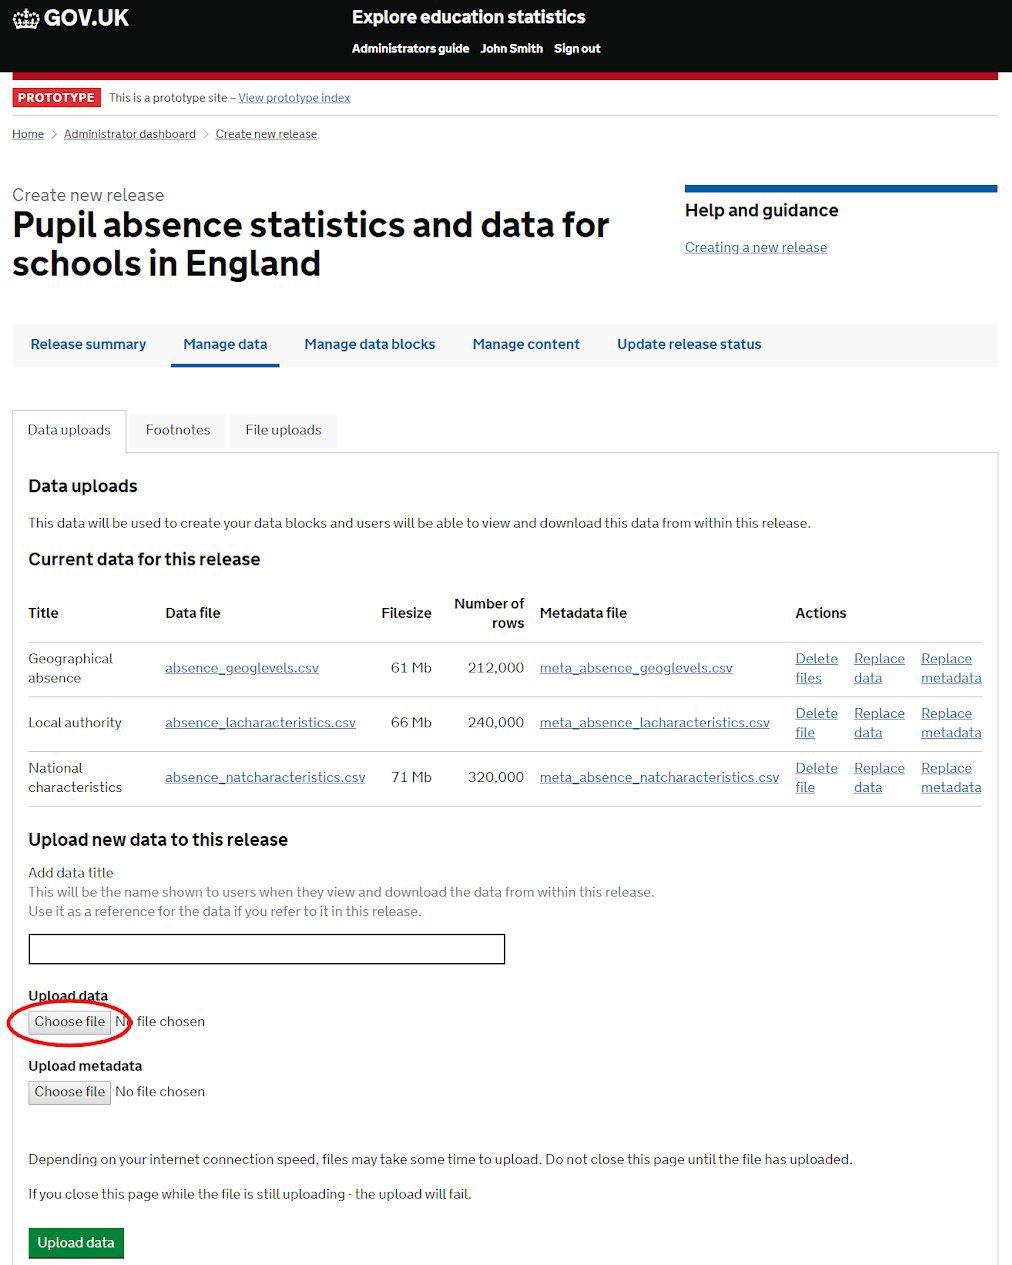 GOV.UK
Explore education statistics
Administrators guide John Smith Sign out
PROTOTYPE This is a prototype site – View prototype index
Home > Administrator dashboard > Create new release
Create new release
Pupil absence statistics and data for
schools in England
Help and guidance
Creating a new release
Release summary Manage data Manage data blocks Manage content Update release status
Data uploads Footnotes File uploads
Data uploads
This data will be used to create your data blocks and users will be able to view and download this data from within this release.
Current data for this release
Title Data file Filesize Number of rows Metadata file Actions
Geographical absence absence_geoglevels.csv 61 Mb 212,000 meta_absence_geoglevels.csv Delete files Replace data Replace metadata
Local authority absence_lacharacteristics.csv 66 Mb 240,000 meta_absence_lacharacteristics.csv Delete file Replace data Replace metadata
National characteristics absence_natcharacteristics.csv 71 Mb 320,000 meta_absence_natcharacteristics.csv Delete file Replace data Replace metadata
Upload new data to this release
Add data title
This will be the name shown to users when they view and download the data from within this release.
Use it as a reference for the data if you refer to it in this release.
Upload data
Choose file No file chosen
Upload metadata
Choose file No file chosen
Depending on your internet connection speed, files may take some time to upload. Do not close this page until the file has uploaded.
If you close this page while the file is still uploading - the upload will fail.
Upload data